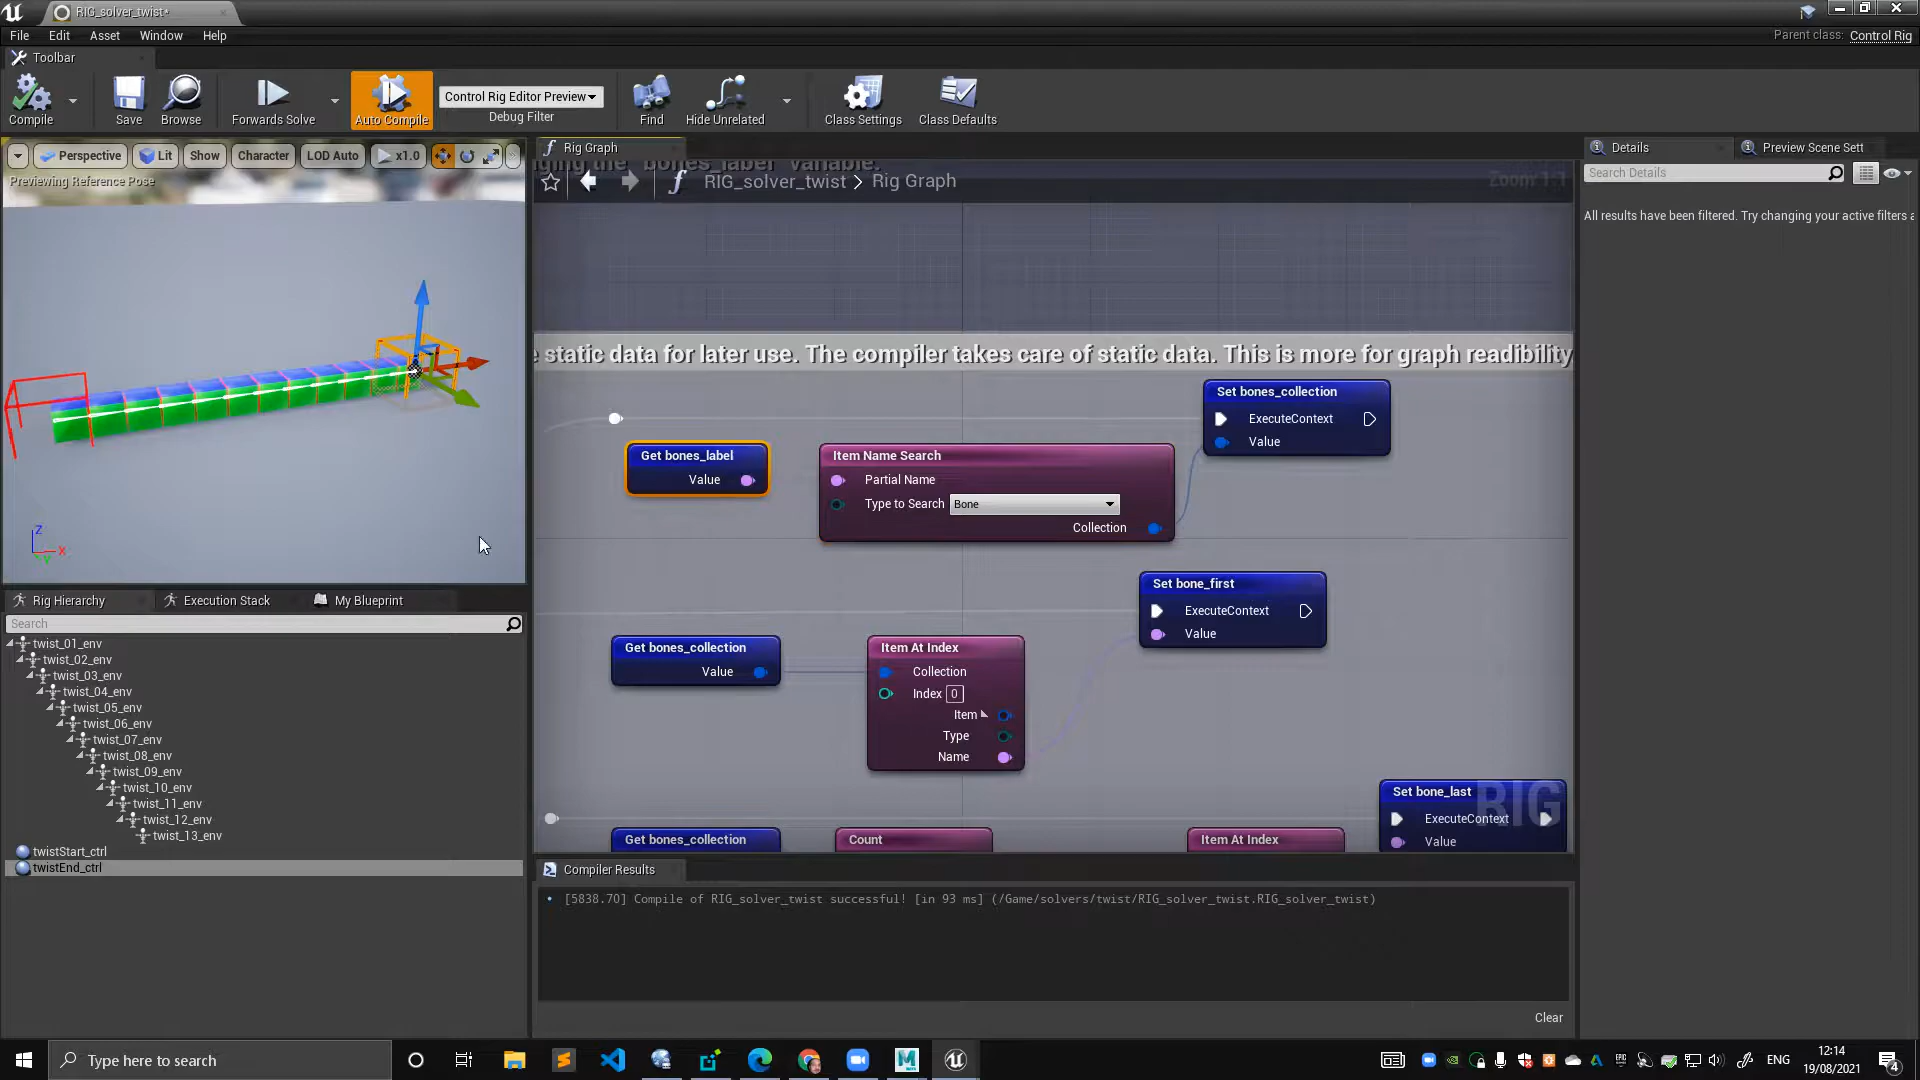 RIG_solver_twist*
File Edit Asset Window Help
Parent class: Control Rig
Toolbar
Compile
Save
Browse
Forwards Solve
Auto Compile
Control Rig Editor Preview
Debug Filter
Find
Hide Unrelated
Class Settings
Class Defaults
Perspective
Lit
Show
Character
LOD Auto
x1.0
Previewing Reference Pose
Z
X
Y
Rig Graph
bones_label variable.
RIG_solver_twist > Rig Graph
Zoom 1:1
e static data for later use. The compiler takes care of static data. This is more for graph readibility
Set bones_collection
ExecuteContext
Value
Get bones_label
Value
Item Name Search
Partial Name
Type to Search Bone
Collection
Set bone_first
ExecuteContext
Value
Get bones_collection
Value
Item At Index
Collection
Index 0
Item
Type
Name
Set bone_last
ExecuteContext
Value
RIG
Get bones_collection
Count
Item At Index
Details
Preview Scene Sett
Search Details
All results have been filtered. Try changing your active filters a
Rig Hierarchy
Execution Stack
My Blueprint
Search
twist_01_env
twist_02_env
twist_03_env
twist_04_env
twist_05_env
twist_06_env
twist_07_env
twist_08_env
twist_09_env
twist_10_env
twist_11_env
twist_12_env
twist_13_env
twistStart_ctrl
twistEnd_ctrl
Compiler Results
[5838.70] Compile of RIG_solver_twist successful! [in 93 ms] (/Game/solvers/twist/RIG_solver_twist.RIG_solver_twist)
Clear
Type here to search
ENG
12:14
19/08/2021
4